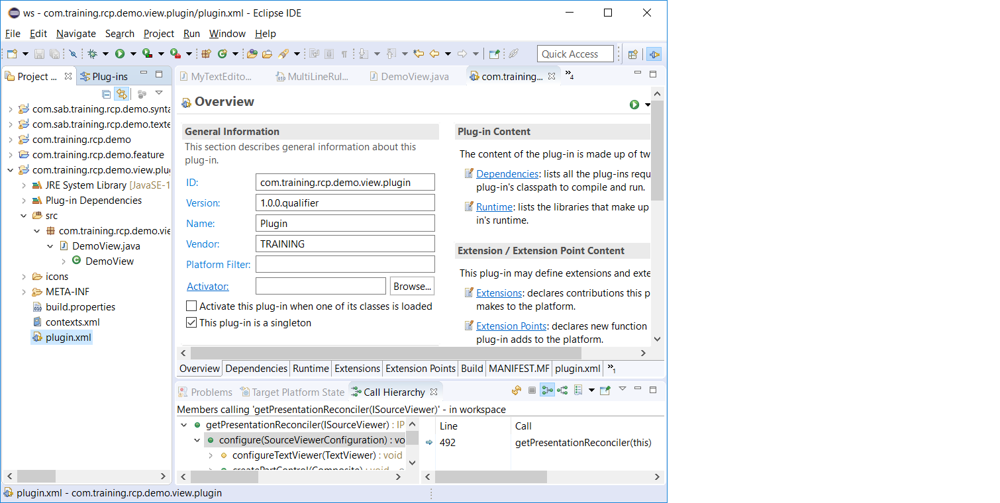 ws - com.training.rcp.demo.view.plugin/plugin.xml - Eclipse IDE
File Edit Navigate Search Project Run Window Help
Quick Access
Project ... Plug-ins
com.sab.training.rcp.demo.synta
com.sab.training.rcp.demo.texte
com.training.rcp.demo
com.training.rcp.demo.feature
com.training.rcp.demo.view.plug
JRE System Library [JavaSE-1
Plug-in Dependencies
src
com.training.rcp.demo.vie
DemoView.java
DemoView
icons
META-INF
build.properties
contexts.xml
plugin.xml
MyTextEdito... MultiLineRul... DemoView.java com.training... »4
Overview
General Information
This section describes general information about this
plug-in.
ID: com.training.rcp.demo.view.plugin
Version: 1.0.0.qualifier
Name: Plugin
Vendor: TRAINING
Platform Filter:
Activator: Browse...
Activate this plug-in when one of its classes is loaded
This plug-in is a singleton
Plug-in Content
The content of the plug-in is made up of tw
Dependencies: lists all the plug-ins requ
plug-in's classpath to compile and run.
Runtime: lists the libraries that make up
in's runtime.
Extension / Extension Point Content
This plug-in may define extensions and exte
Extensions: declares contributions this p
makes to the platform.
Extension Points: declares new function
plug-in adds to the platform.
Overview Dependencies Runtime Extensions Extension Points Build MANIFEST.MF plugin.xml »1
Problems Target Platform State Call Hierarchy
Members calling 'getPresentationReconciler(ISourceViewer)' - in workspace
getPresentationReconciler(ISourceViewer) : IP
configure(SourceViewerConfiguration) : vo
configureTextViewer(TextViewer) : void
createPartControl(Composite) : void
Line Call
492 getPresentationReconciler(this)
plugin.xml - com.training.rcp.demo.view.plugin